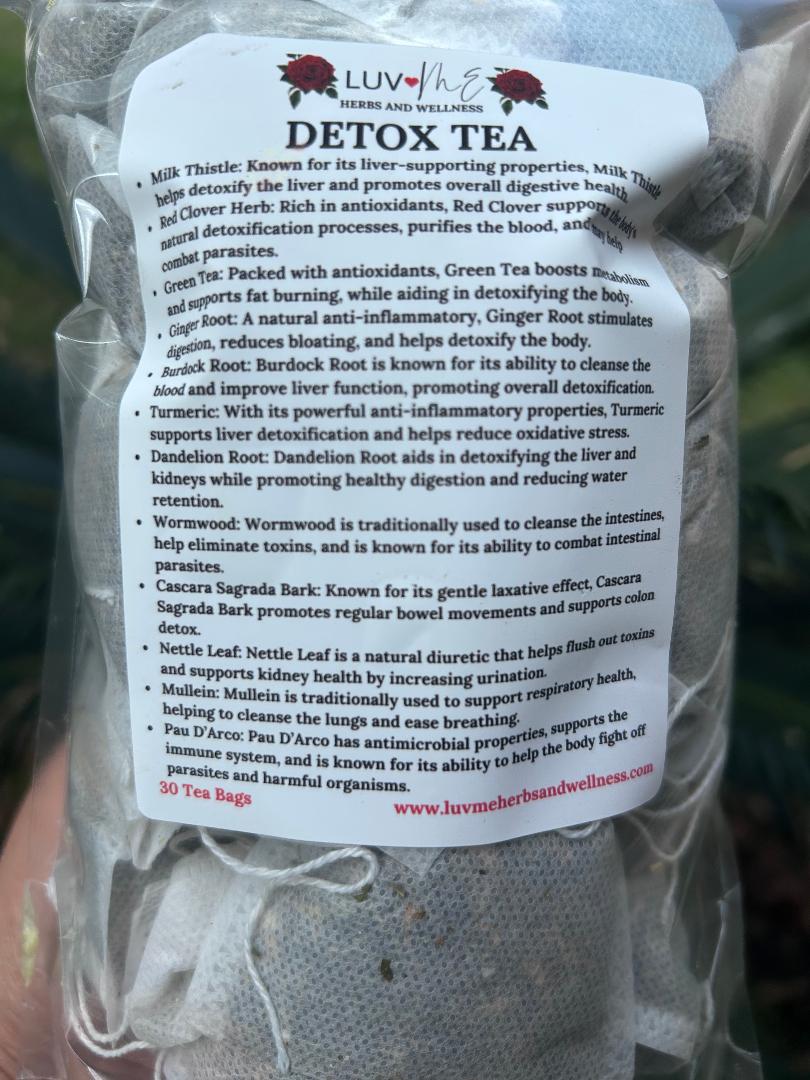 LUV ME
HERBS AND WELLNESS
DETOX TEA
• Milk Thistle: Known for its liver-supporting properties, Milk Thistle
helps detoxify the liver and promotes overall digestive health.
• Red Clover Herb: Rich in antioxidants, Red Clover supports the body's
natural detoxification processes, purifies the blood, and may help
combat parasites.
• Green Tea: Packed with antioxidants, Green Tea boosts metabolism
and supports fat burning, while aiding in detoxifying the body.
• Ginger Root: A natural anti-inflammatory, Ginger Root stimulates
digestion, reduces bloating, and helps detoxify the body.
• Burdock Root: Burdock Root is known for its ability to cleanse the
blood and improve liver function, promoting overall detoxification.
• Turmeric: With its powerful anti-inflammatory properties, Turmeric
supports liver detoxification and helps reduce oxidative stress.
• Dandelion Root: Dandelion Root aids in detoxifying the liver and
kidneys while promoting healthy digestion and reducing water
retention.
• Wormwood: Wormwood is traditionally used to cleanse the intestines,
help eliminate toxins, and is known for its ability to combat intestinal
parasites.
• Cascara Sagrada Bark: Known for its gentle laxative effect, Cascara
Sagrada Bark promotes regular bowel movements and supports colon
detox.
• Nettle Leaf: Nettle Leaf is a natural diuretic that helps flush out toxins
and supports kidney health by increasing urination.
• Mullein: Mullein is traditionally used to support respiratory health,
helping to cleanse the lungs and ease breathing.
• Pau D'Arco: Pau D'Arco has antimicrobial properties, supports the
immune system, and is known for its ability to help the body fight off
parasites and harmful organisms.
30 Tea Bags
www.luvmeherbsandwellness.com